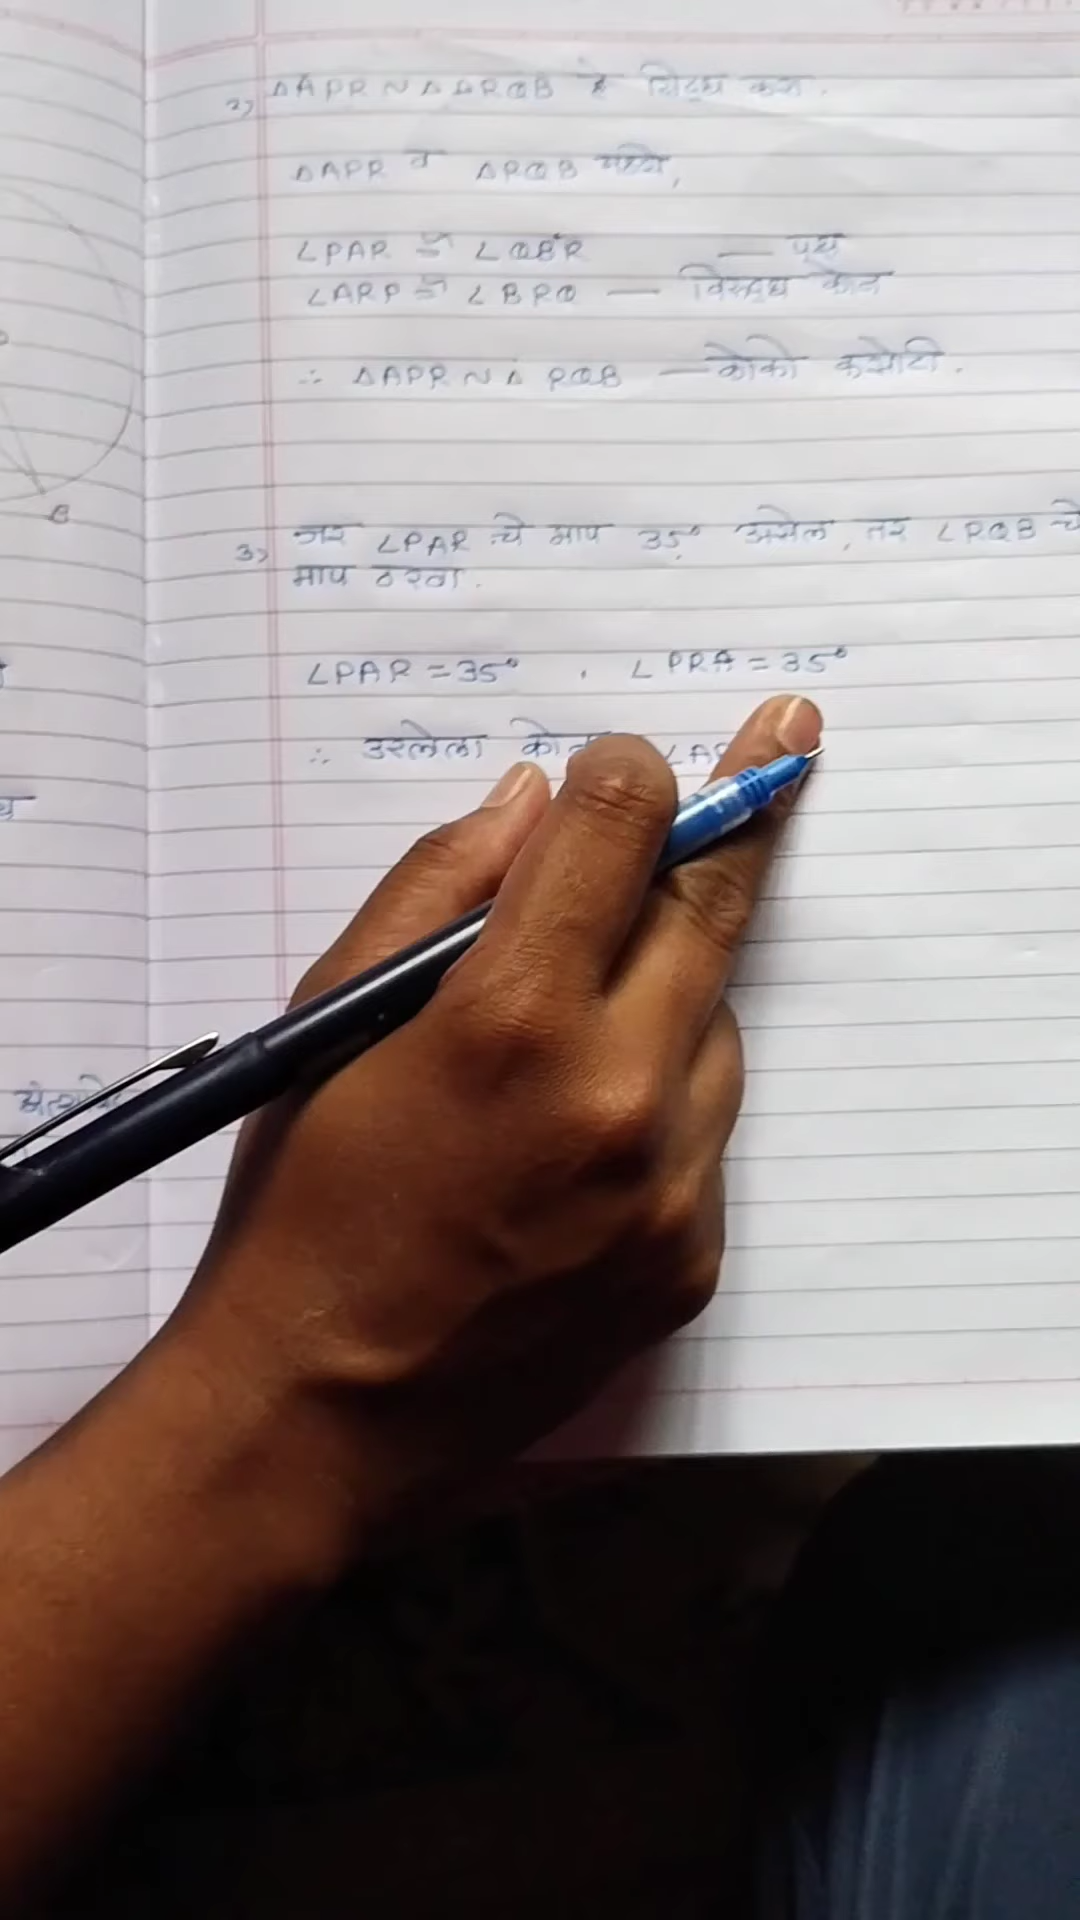 2) ΔAPR ~ Δ ΔRQB हे सिद्ध करा.
ΔAPR व ΔRQB मध्ये,
∠PAR ≅ ∠QBR —
∠ARP ≅ ∠BRQ — विरुद्ध कोन
∴ ΔAPR ~ Δ RQB — कोको कसोटी.
B
3) जर ∠PAR चे माप 35° असेल, तर ∠RQB चे
माप ठरवा.
∠PAR = 35° , ∠PRA = 35°
∴ उरलेला